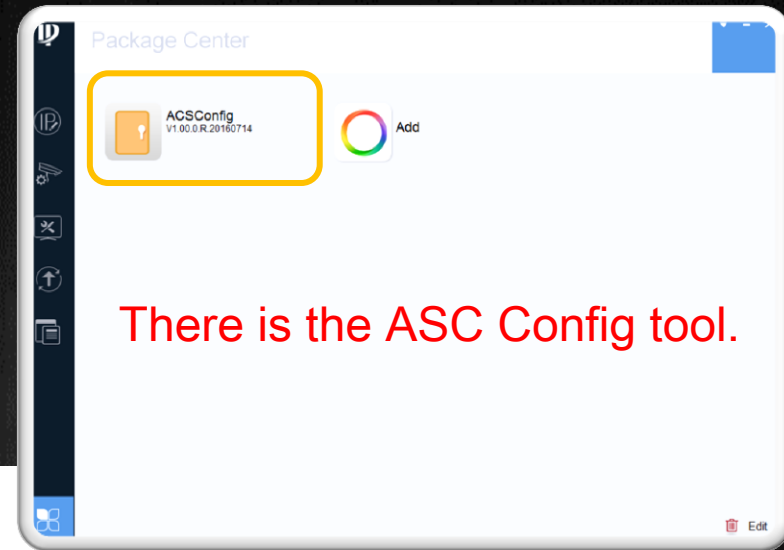 Package Center
ACSConfig
V1.00.0.R.20160714
Add
There is the ASC Config tool.
Edit